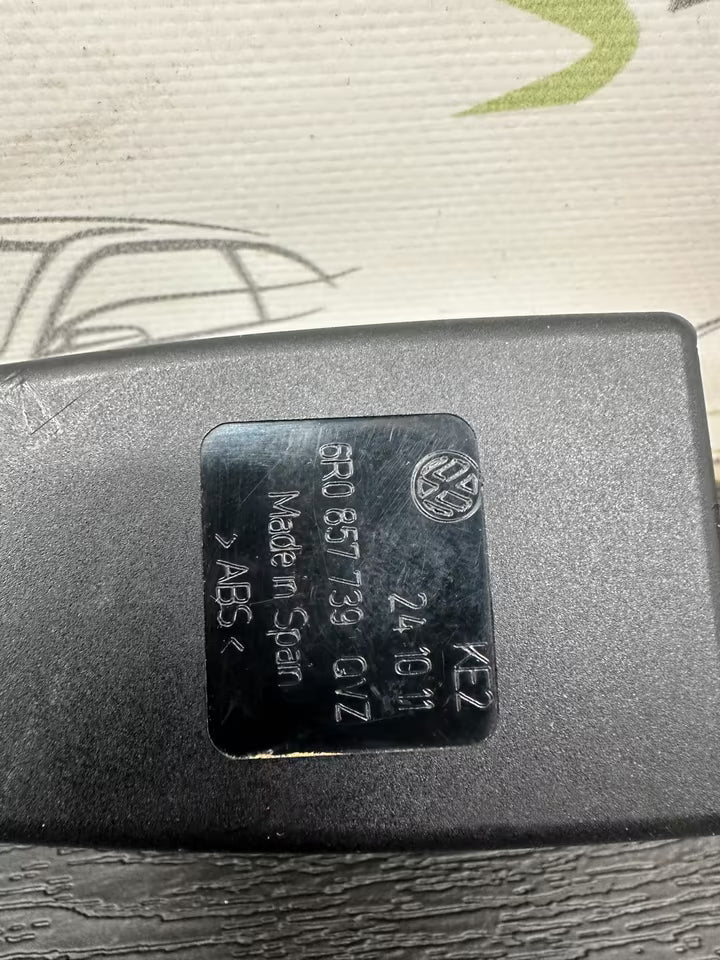 KE2
24 10 11
6R0 857 739 QVZ
Made in Spain
>ABS<